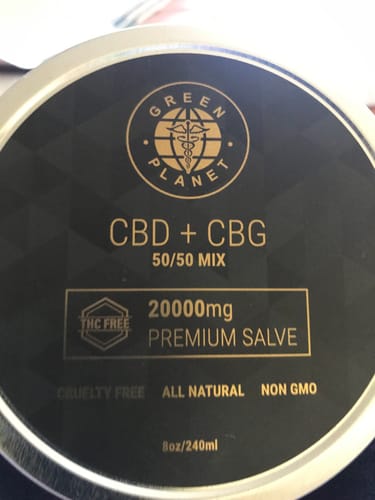 GREEN
PLANET
CBD + CBG
50/50 MIX
THC FREE
20000mg
PREMIUM SALVE
CRUELTY FREE ALL NATURAL NON GMO
8oz/240ml